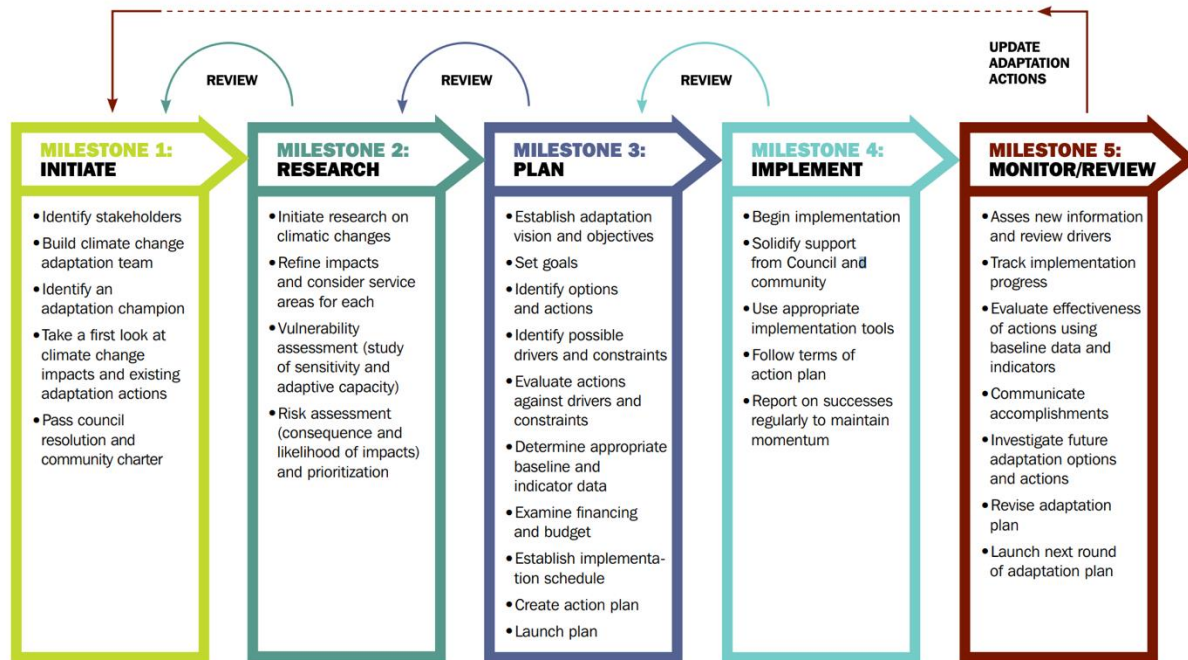 UPDATE
ADAPTATION
ACTIONS
REVIEW
REVIEW
REVIEW
MILESTONE 1:
INITIATE
• Identify stakeholders
• Build climate change
adaptation team
• Identify an
adaptation champion
• Take a first look at
climate change
impacts and existing
adaptation actions
• Pass council
resolution and
community charter
MILESTONE 2:
RESEARCH
• Initiate research on
climatic changes
• Refine impacts
and consider service
areas for each
• Vulnerability
assessment (study
of sensitivity and
adaptive capacity)
• Risk assessment
(consequence and
likelihood of impacts)
and prioritization
MILESTONE 3:
PLAN
• Establish adaptation
vision and objectives
• Set goals
• Identify options
and actions
• Identify possible
drivers and constraints
• Evaluate actions
against drivers and
constraints
• Determine appropriate
baseline and
indicator data
• Examine financing
and budget
• Establish implementa-
tion schedule
• Create action plan
• Launch plan
MILESTONE 4:
IMPLEMENT
• Begin implementation
• Solidify support
from Council and
community
• Use appropriate
implementation tools
• Follow terms of
action plan
• Report on successes
regularly to maintain
momentum
MILESTONE 5:
MONITOR/REVIEW
• Asses new information
and review drivers
• Track implementation
progress
• Evaluate effectiveness
of actions using
baseline data and
indicators
• Communicate
accomplishments
• Investigate future
adaptation options
and actions
• Revise adaptation
plan
• Launch next round
of adaptation plan